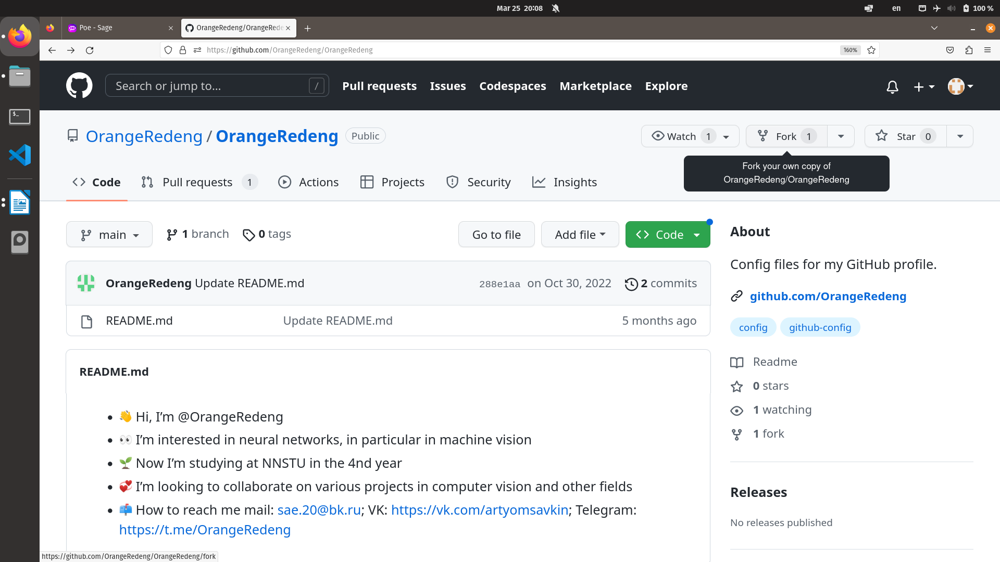 Mar 25 20:08
en
100 %
Poe - Sage
OrangeRedeng/OrangeRede
https://github.com/OrangeRedeng/OrangeRedeng
160%
Search or jump to...
/
Pull requests
Issues
Codespaces
Marketplace
Explore
OrangeRedeng / OrangeRedeng
Public
Watch 1
Fork 1
Star 0
Fork your own copy of
OrangeRedeng/OrangeRedeng
Code
Pull requests 1
Actions
Projects
Security
Insights
main
1 branch
0 tags
Go to file
Add file
Code
OrangeRedeng Update README.md
288e1aa on Oct 30, 2022
2 commits
README.md
Update README.md
5 months ago
README.md
• 👋 Hi, I’m @OrangeRedeng
• 👀 I’m interested in neural networks, in particular in machine vision
• 🌱 Now I’m studying at NNSTU in the 4nd year
• 💞️ I’m looking to collaborate on various projects in computer vision and other fields
• 📫 How to reach me mail: sae.20@bk.ru; VK: https://vk.com/artyomsavkin; Telegram:
https://t.me/OrangeRedeng
About
Config files for my GitHub profile.
github.com/OrangeRedeng
config
github-config
Readme
0 stars
1 watching
1 fork
Releases
No releases published
https://github.com/OrangeRedeng/OrangeRedeng/fork